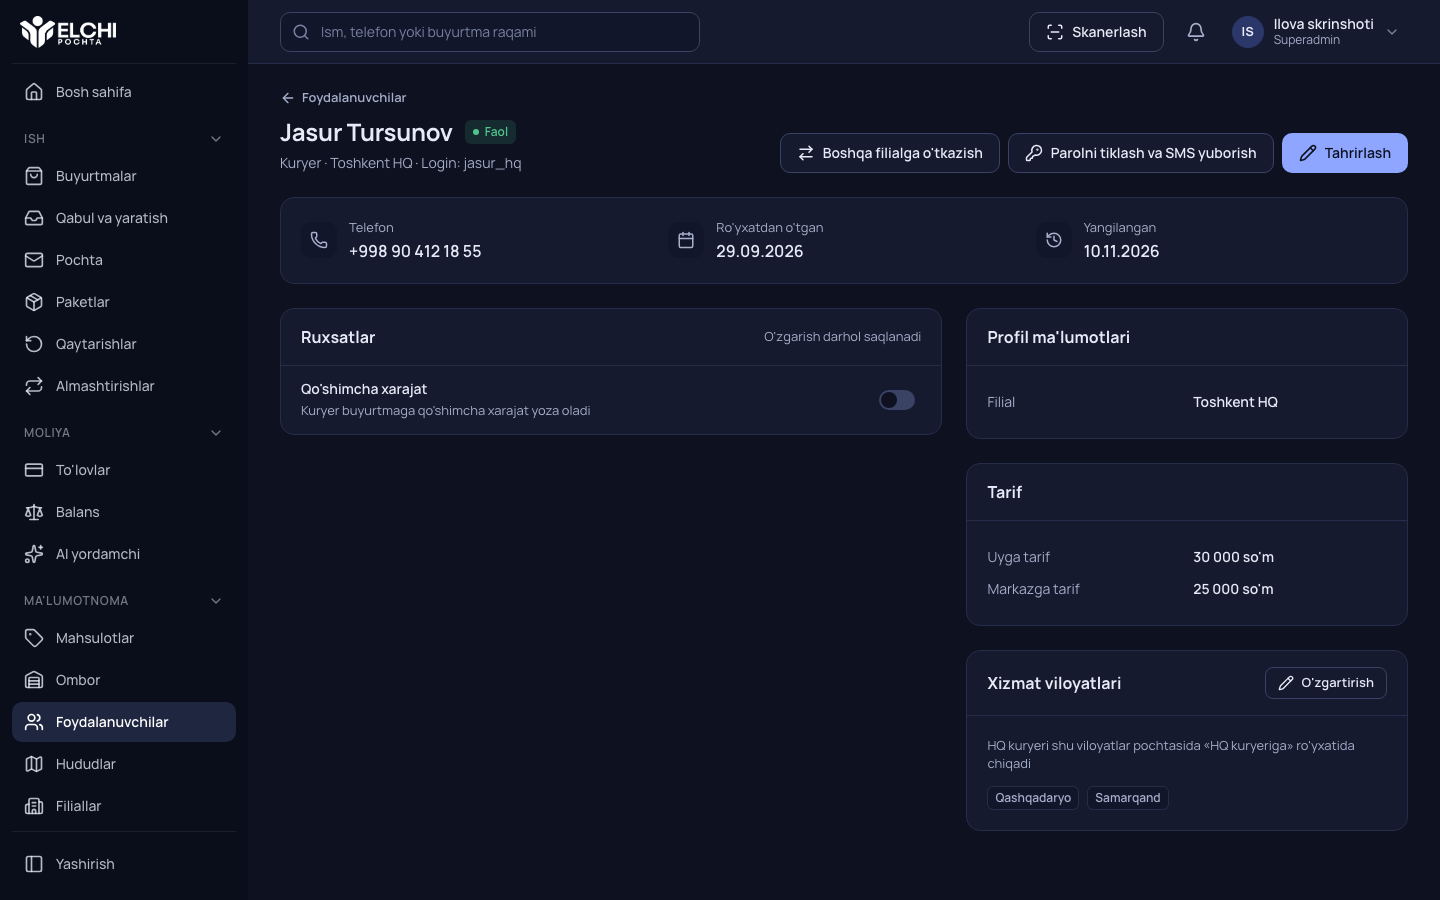 ELCHI
POCHTA
Ism, telefon yoki buyurtma raqami
Skanerlash
IS
Ilova skrinshoti
Superadmin
Bosh sahifa
ISH
Buyurtmalar
Qabul va yaratish
Pochta
Paketlar
Qaytarishlar
Almashtirishlar
MOLIYA
To'lovlar
Balans
AI yordamchi
MA'LUMOTNOMA
Mahsulotlar
Ombor
Foydalanuvchilar
Hududlar
Filiallar
Yashirish
Foydalanuvchilar
Jasur Tursunov
Faol
Kuryer · Toshkent HQ · Login: jasur_hq
Boshqa filialga o'tkazish
Parolni tiklash va SMS yuborish
Tahrirlash
Telefon
+998 90 412 18 55
Ro'yxatdan o'tgan
29.09.2026
Yangilangan
10.11.2026
Ruxsatlar
O'zgarish darhol saqlanadi
Qo'shimcha xarajat
Kuryer buyurtmaga qo'shimcha xarajat yoza oladi
Profil ma'lumotlari
Filial
Toshkent HQ
Tarif
Uyga tarif
30 000 so'm
Markazga tarif
25 000 so'm
Xizmat viloyatlari
O'zgartirish
HQ kuryeri shu viloyatlar pochtasida «HQ kuryeriga» ro'yxatida
chiqadi
Qashqadaryo
Samarqand